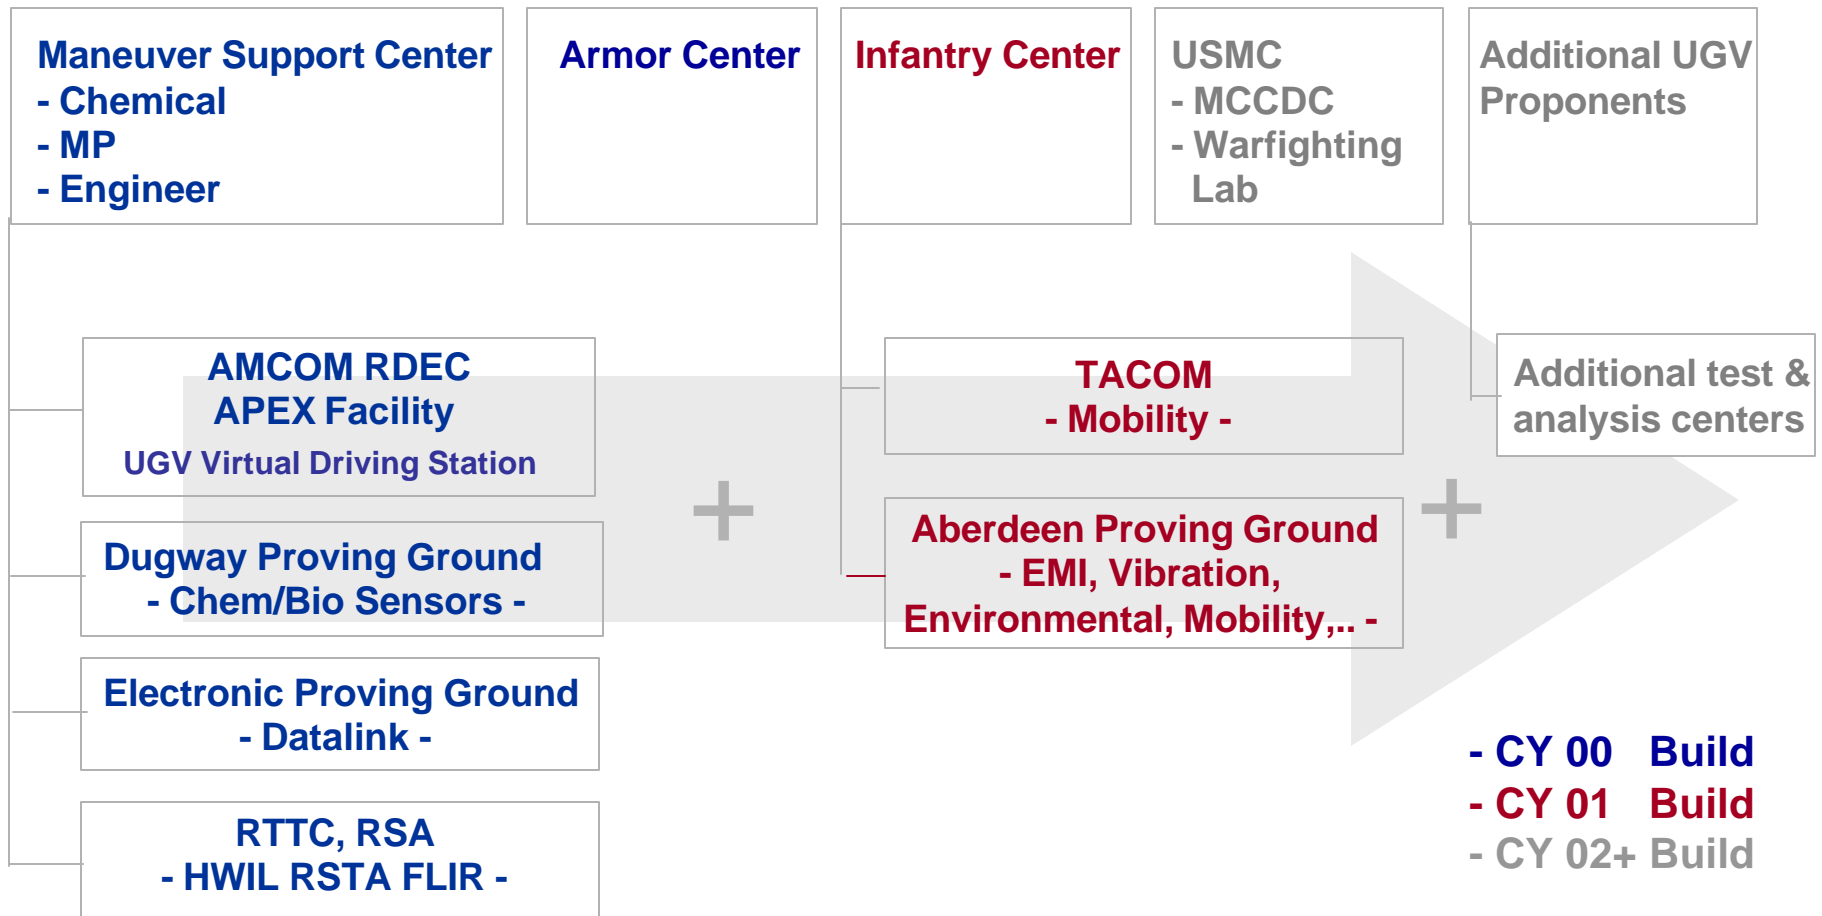 Maneuver Support Center
- Chemical
- MP
- Engineer
Armor Center
Infantry Center
USMC
- MCCDC
- Warfighting
Lab
Additional UGV
Proponents
AMCOM RDEC
APEX Facility
UGV Virtual Driving Station
Dugway Proving Ground
- Chem/Bio Sensors -
Electronic Proving Ground
- Datalink -
RTTC, RSA
- HWIL RSTA FLIR -
+
TACOM
- Mobility -
Aberdeen Proving Ground
- EMI, Vibration,
Environmental, Mobility,.. -
+
Additional test &
analysis centers
- CY 00 Build
- CY 01 Build
- CY 02+ Build